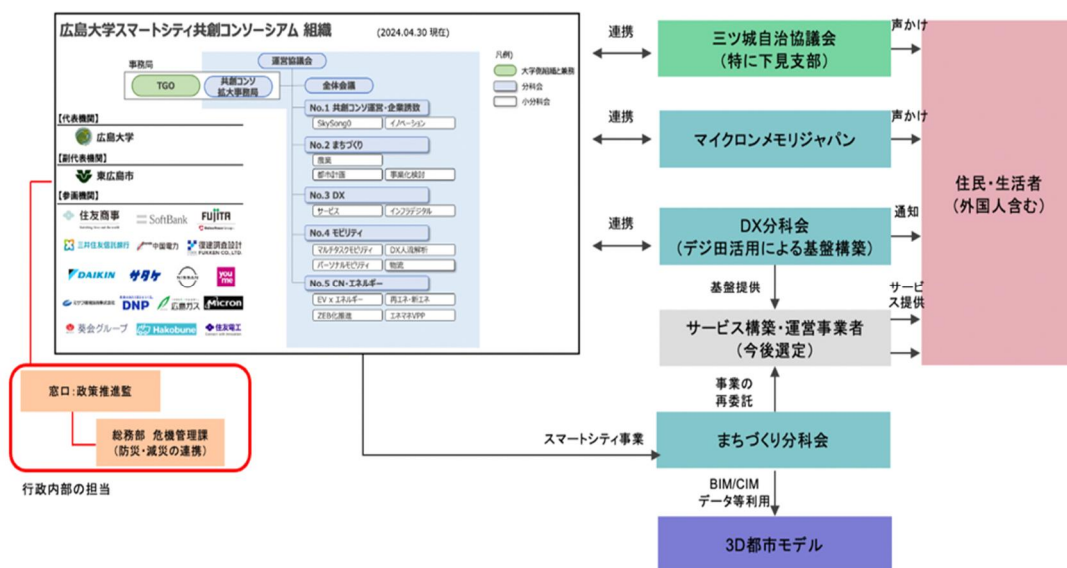 広島大学スマートシティ共創コンソーシアム 組織
(2024.04.30 現在)
事務局
TGO
共創コンソ
拡大事務局
運営協議会
全体会議
凡例)
大学側組織と兼務
分科会
小分科会
No.1 共創コンソ運営・企業誘致
SkySong0
イノベーション
No.2 まちづくり
農業
都市計画
事業化検討
No.3 DX
サービス
インフラデジタル
No.4 モビリティ
マルチタスクモビリティ
DX人流解析
パーソナルモビリティ
物流
No.5 CN・エネルギー
EV x エネルギー
再エネ・新エネ
ZEB化推進
エネマネVPP
【代表機関】
広島大学
【副代表機関】
東広島市
【参画機関】
住友商事
SoftBank
FUJITA
三井住友信託銀行
中国電力
復建調査設計
FUKKEN CO.,LTD.
DAIKIN
サタケ
NISSAN
you
me
DNP
広島ガス
Micron
葵会グループ
Hakobune
住友電工
窓口:政策推進監
総務部 危機管理課
(防災・減災の連携)
行政内部の担当
連携
三ツ城自治協議会
(特に下見支部)
声かけ
連携
マイクロンメモリジャパン
声かけ
連携
DX分科会
(デジ田活用による基盤構築)
通知
基盤提供
サービス構築・運営事業者
(今後選定)
サービ
ス提供
住民・生活者
(外国人含む)
事業の
再委託
スマートシティ事業
まちづくり分科会
BIM/CIM
データ等利用
3D都市モデル